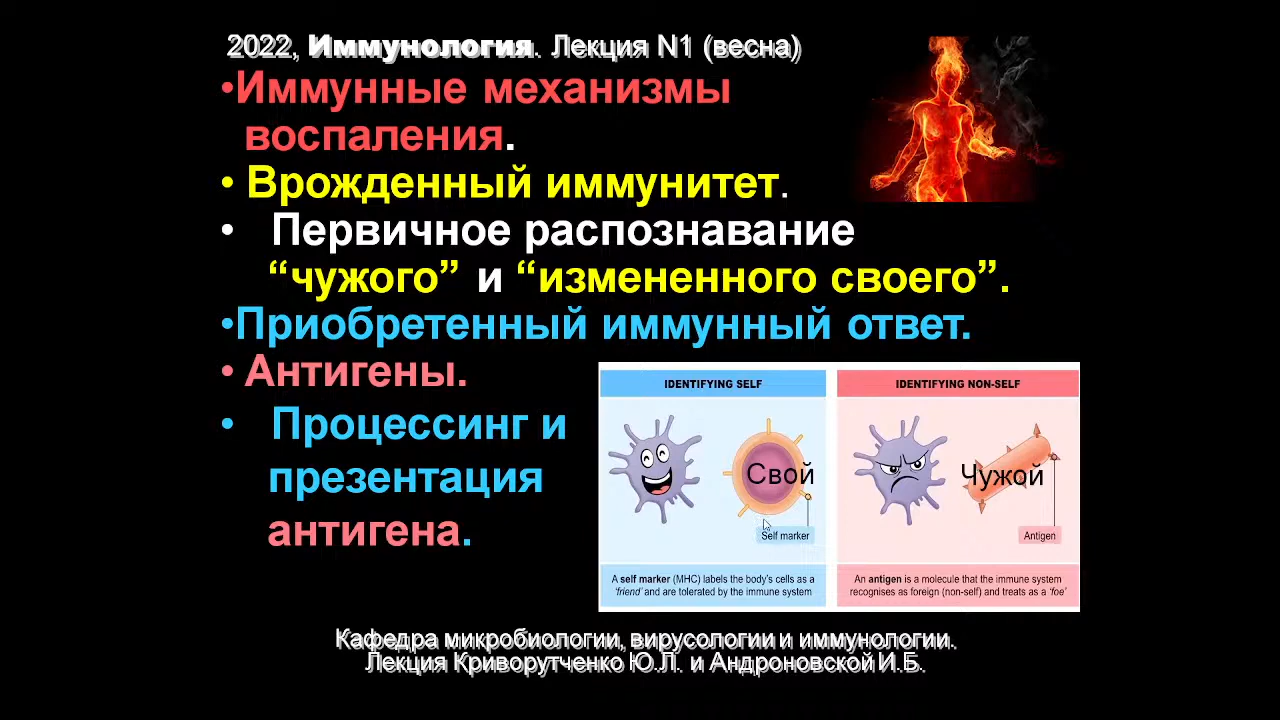 2022, Иммунология. Лекция N1 (весна)
•Иммунные механизмы
воспаления.
• Врожденный иммунитет.
• Первичное распознавание
“чужого” и “измененного своего”.
•Приобретенный иммунный ответ.
• Антигены.
• Процессинг и
презентация
антигена.
IDENTIFYING SELF
Свой
Self marker
A self marker (MHC) labels the body's cells as a
'friend' and are tolerated by the immune system
IDENTIFYING NON-SELF
Чужой
Antigen
An antigen is a molecule that the immune system
recognises as foreign (non-self) and treats as a 'foe'
Кафедра микробиологии, вирусологии и иммунологии.
Лекция Криворутченко Ю.Л. и Андроновской И.Б.